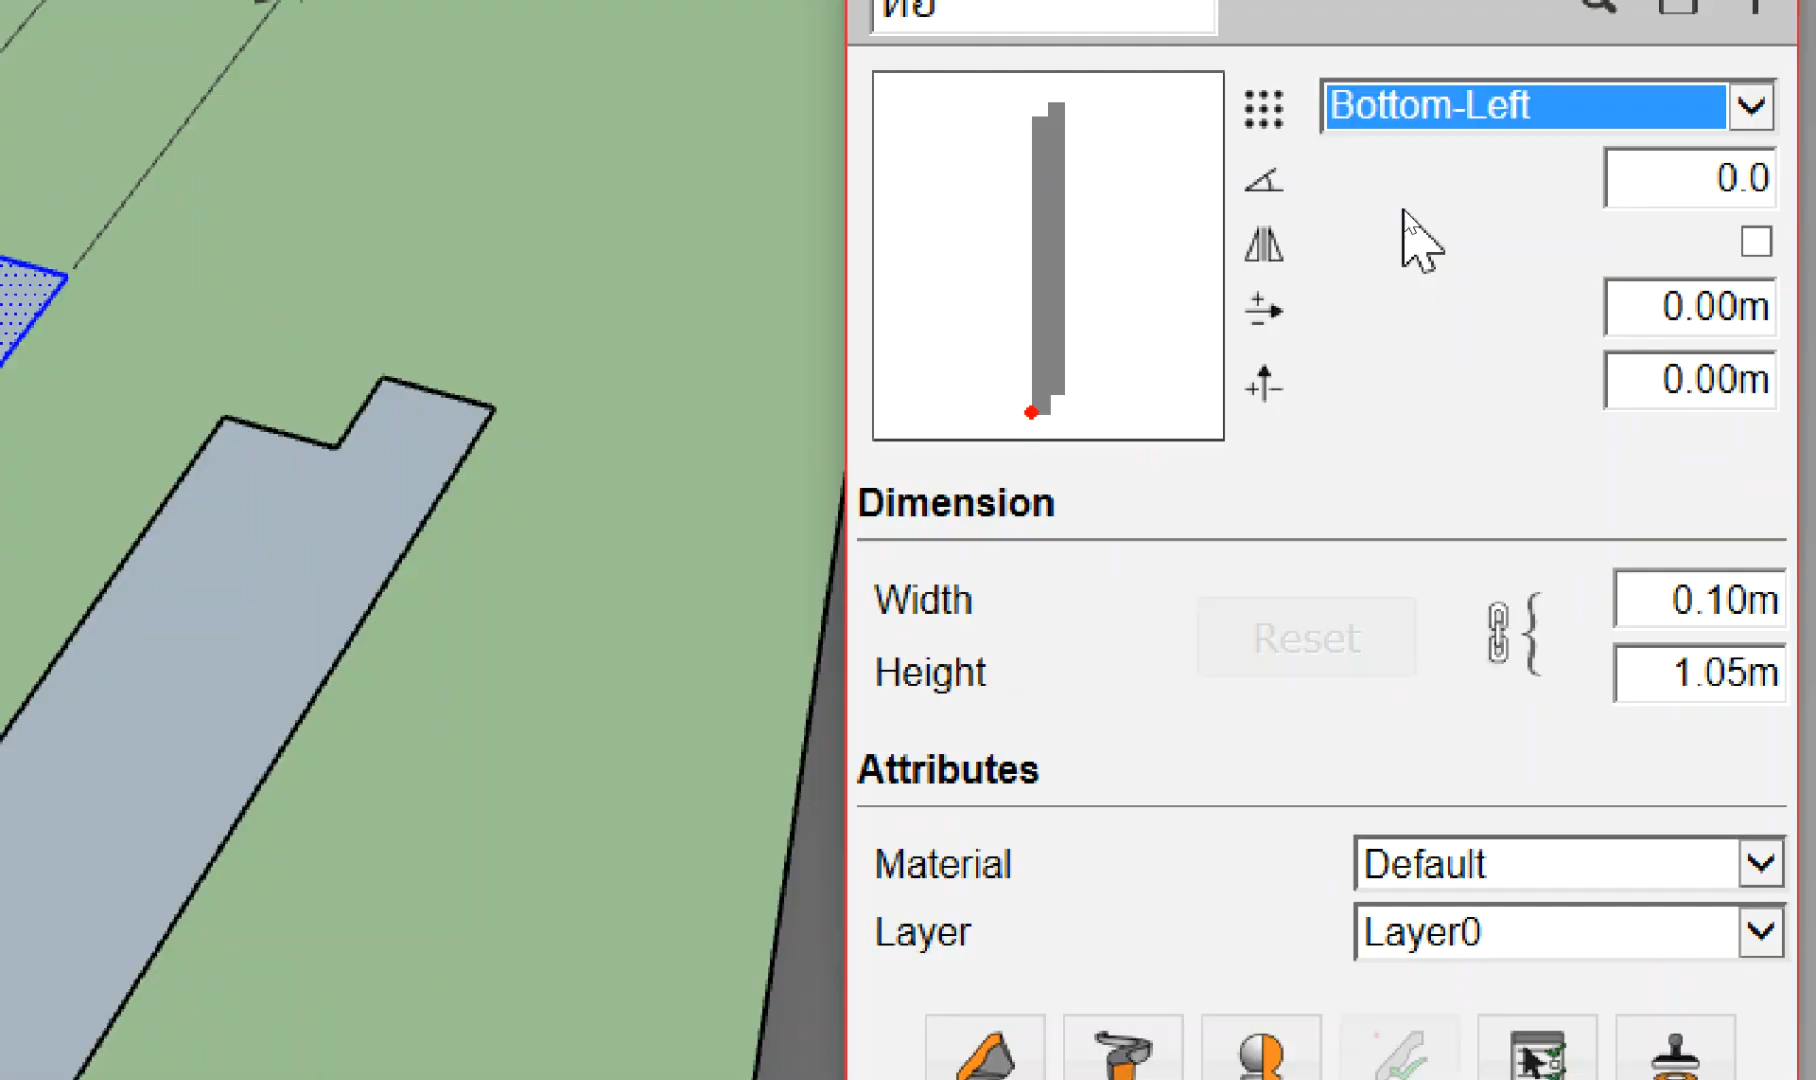 Bottom-Left
0.0
0.00m
0.00m
Dimension
Width
0.10m
Reset
Height
1.05m
Attributes
Material
Default
Layer
Layer0